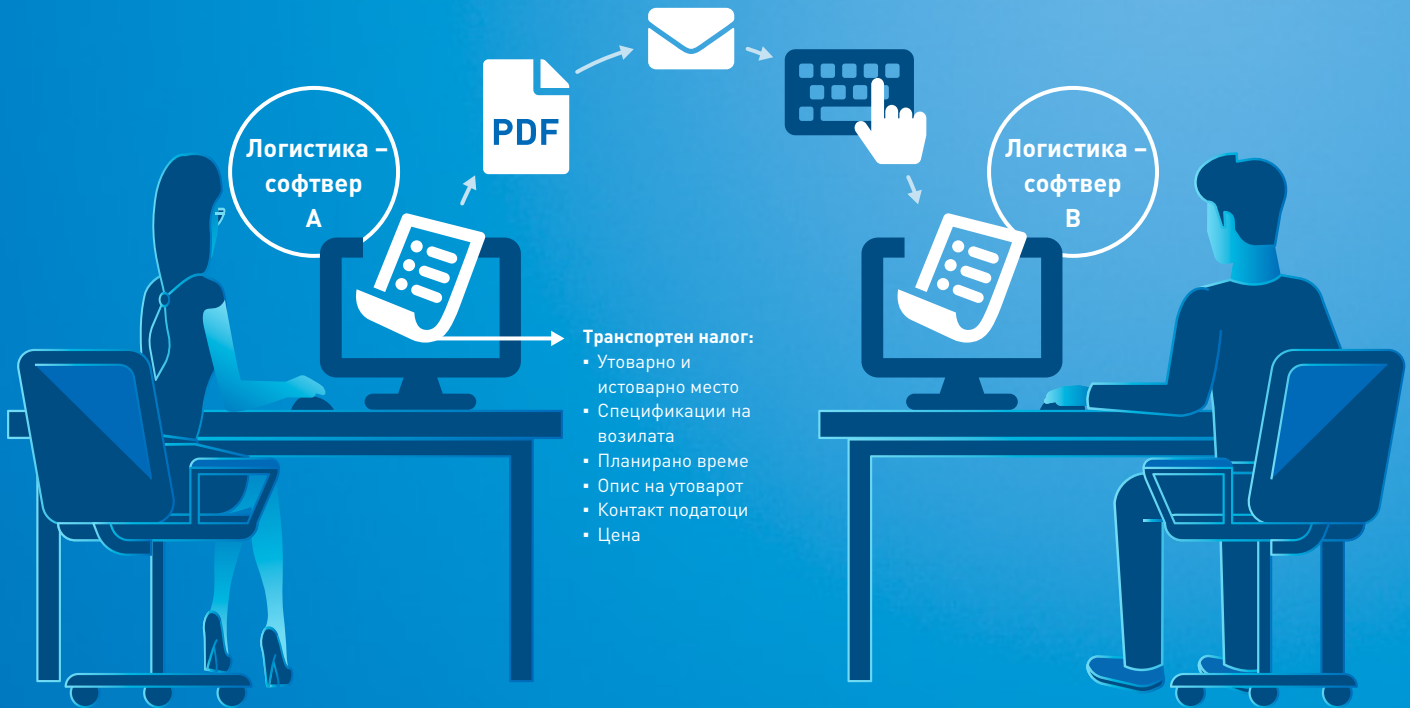 PDF
Логистика –
софтвер
A
Логистика –
софтвер
B
Транспортен налог:
▪ Утоварно и
истоварно место
▪ Спецификации на
возилата
▪ Планирано време
▪ Опис на утоварот
▪ Контакт податоци
▪ Цена